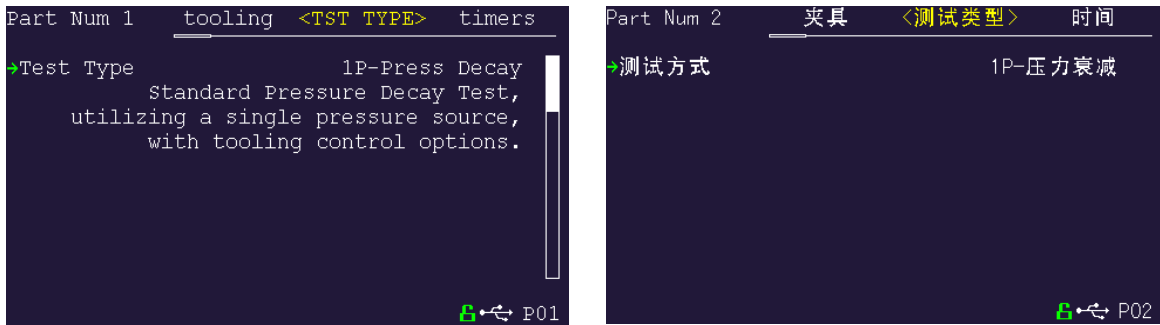 Part Num 1 tooling <TST TYPE> timers
→Test Type 1P-Press Decay
Standard Pressure Decay Test,
utilizing a single pressure source,
with tooling control options.
P01
Part Num 2 夹具 <测试类型> 时间
→测试方式 1P-压力衰减
P02